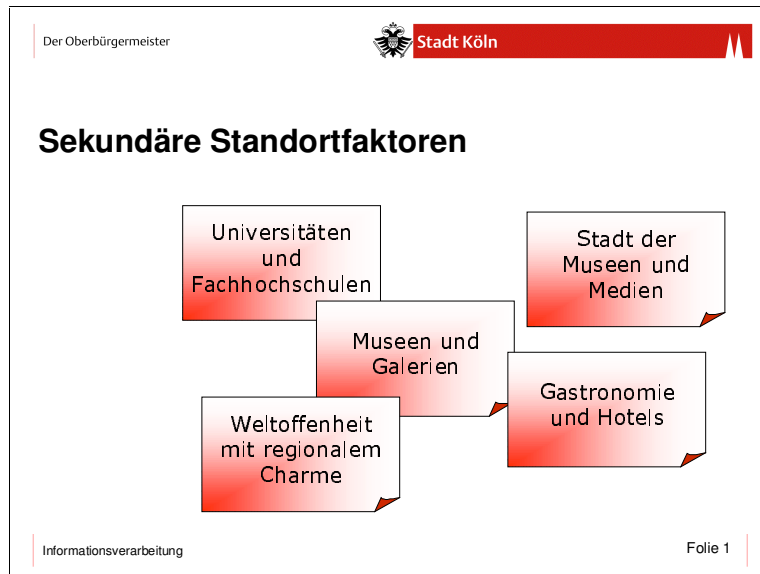 Der Oberbürgermeister
Stadt Köln
Sekundäre Standortfaktoren
Universitäten
und
Fachhochschulen
Stadt der
Museen und
Medien
Museen und
Galerien
Gastronomie
und Hotels
Weltoffenheit
mit regionalem
Charme
Informationsverarbeitung
Folie 1